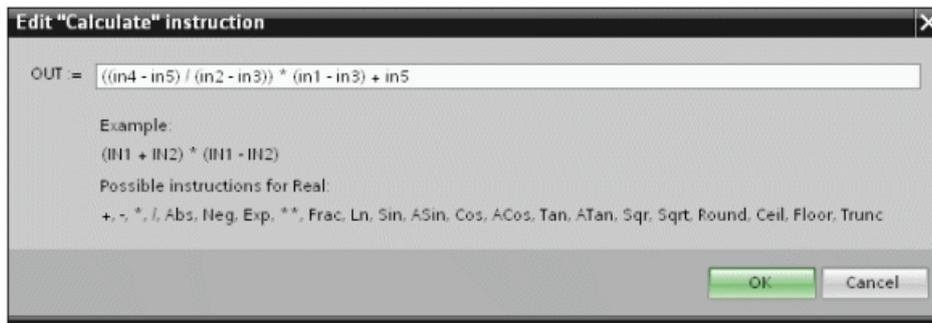 Edit "Calculate" instruction
OUT := ((in4 - in5) / (in2 - in3)) * (in1 - in3) + in5
Example:
(IN1 + IN2) * (IN1 - IN2)
Possible instructions for Real:
+, -, *, /, Abs, Neg, Exp, **, Frac, Ln, Sin, ASin, Cos, ACos, Tan, ATan, Sqr, Sqrt, Round, Ceil, Floor, Trunc
OK Cancel